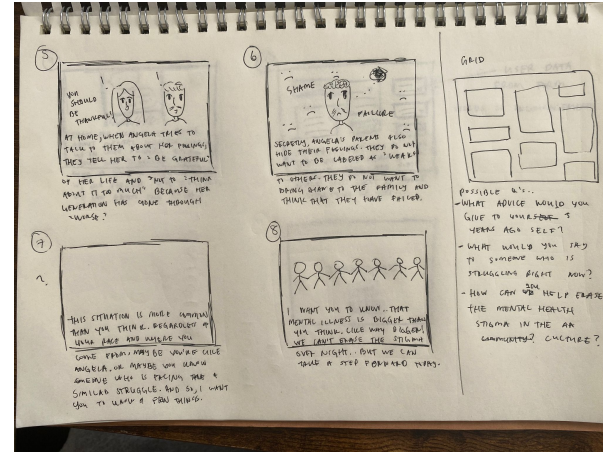 5
YOU
SHOULD
BE
THANKFUL!
AT HOME, WHEN ANGELA TRIES TO
TALK TO THEM ABOUT HER FEELINGS,
THEY TELL HER TO "BE GRATEFUL"
OF HER LIFE AND "NOT TO "THINK
ABOUT IT TOO MUCH" BECAUSE HER
GENERATION HAS GONE THROUGH
"WORSE."
6
SHAME
FAILURE
SECRETLY, ANGELA'S PARENTS ALSO
HIDE THEIR FEELINGS. THEY DO NOT
WANT TO BE LABELED AS "WEAK"
TO OTHERS. THEY DO NOT WANT TO
BRING SHAME TO THE FAMILY AND
THINK THAT THEY HAVE FAILED.
7
?
THIS SITUATION IS MORE COMMON
THAN YOU THINK. REGARDLESS OF
YOUR RACE AND WHERE YOU
COME FROM, MAYBE YOU'RE LIKE
ANGELA, OR MAYBE YOU KNOW
SOMEONE WHO IS FACING THE
SIMILAR STRUGGLE. AND SO, I WANT
YOU TO KNOW A FEW THINGS.
8
I WANT YOU TO KNOW.. THAT
MENTAL ILLNESS IS BIGGER THAN
YOU THINK. LIKE WAY BIGGER!
WE CAN'T ERASE THE STIGMA
OVER NIGHT.. BUT WE CAN
TAKE A STEP FORWARD TODAY.
GRID
POSSIBLE Q'S..
- WHAT ADVICE WOULD YOU
GIVE TO YOUR 5
YEARS AGO SELF?
- WHAT WOULD YOU SAY
TO SOMEONE WHO IS
STRUGGLING RIGHT NOW?
- HOW CAN YOU HELP ERASE
THE MENTAL HEALTH
STIGMA IN THE AA
COMMUNITY? CULTURE?